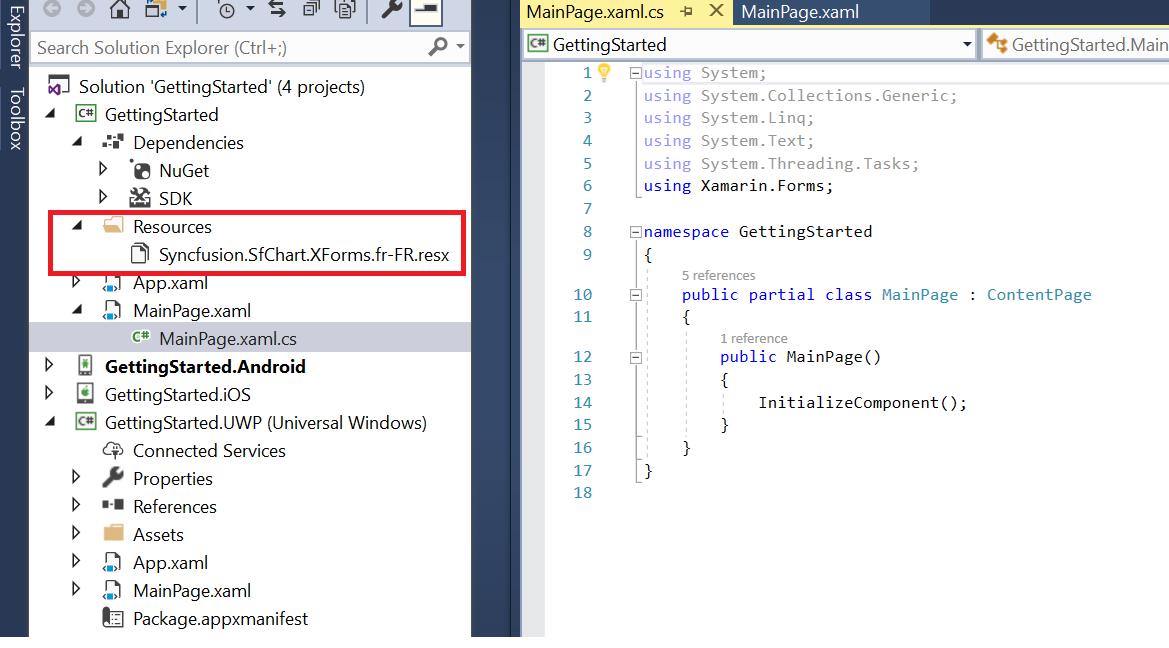 Explorer
Toolbox
Search Solution Explorer (Ctrl+;)
Solution 'GettingStarted' (4 projects)
C# GettingStarted
Dependencies
NuGet
SDK
Resources
Syncfusion.SfChart.XForms.fr-FR.resx
App.xaml
MainPage.xaml
C# MainPage.xaml.cs
GettingStarted.Android
GettingStarted.iOS
C# GettingStarted.UWP (Universal Windows)
Connected Services
Properties
References
Assets
App.xaml
MainPage.xaml
Package.appxmanifest
MainPage.xaml.cs MainPage.xaml
C# GettingStarted GettingStarted.Main
1 using System;
2 using System.Collections.Generic;
3 using System.Linq;
4 using System.Text;
5 using System.Threading.Tasks;
6 using Xamarin.Forms;
7
8 namespace GettingStarted
9 {
5 references
10 public partial class MainPage : ContentPage
11 {
1 reference
12 public MainPage()
13 {
14 InitializeComponent();
15 }
16 }
17 }
18